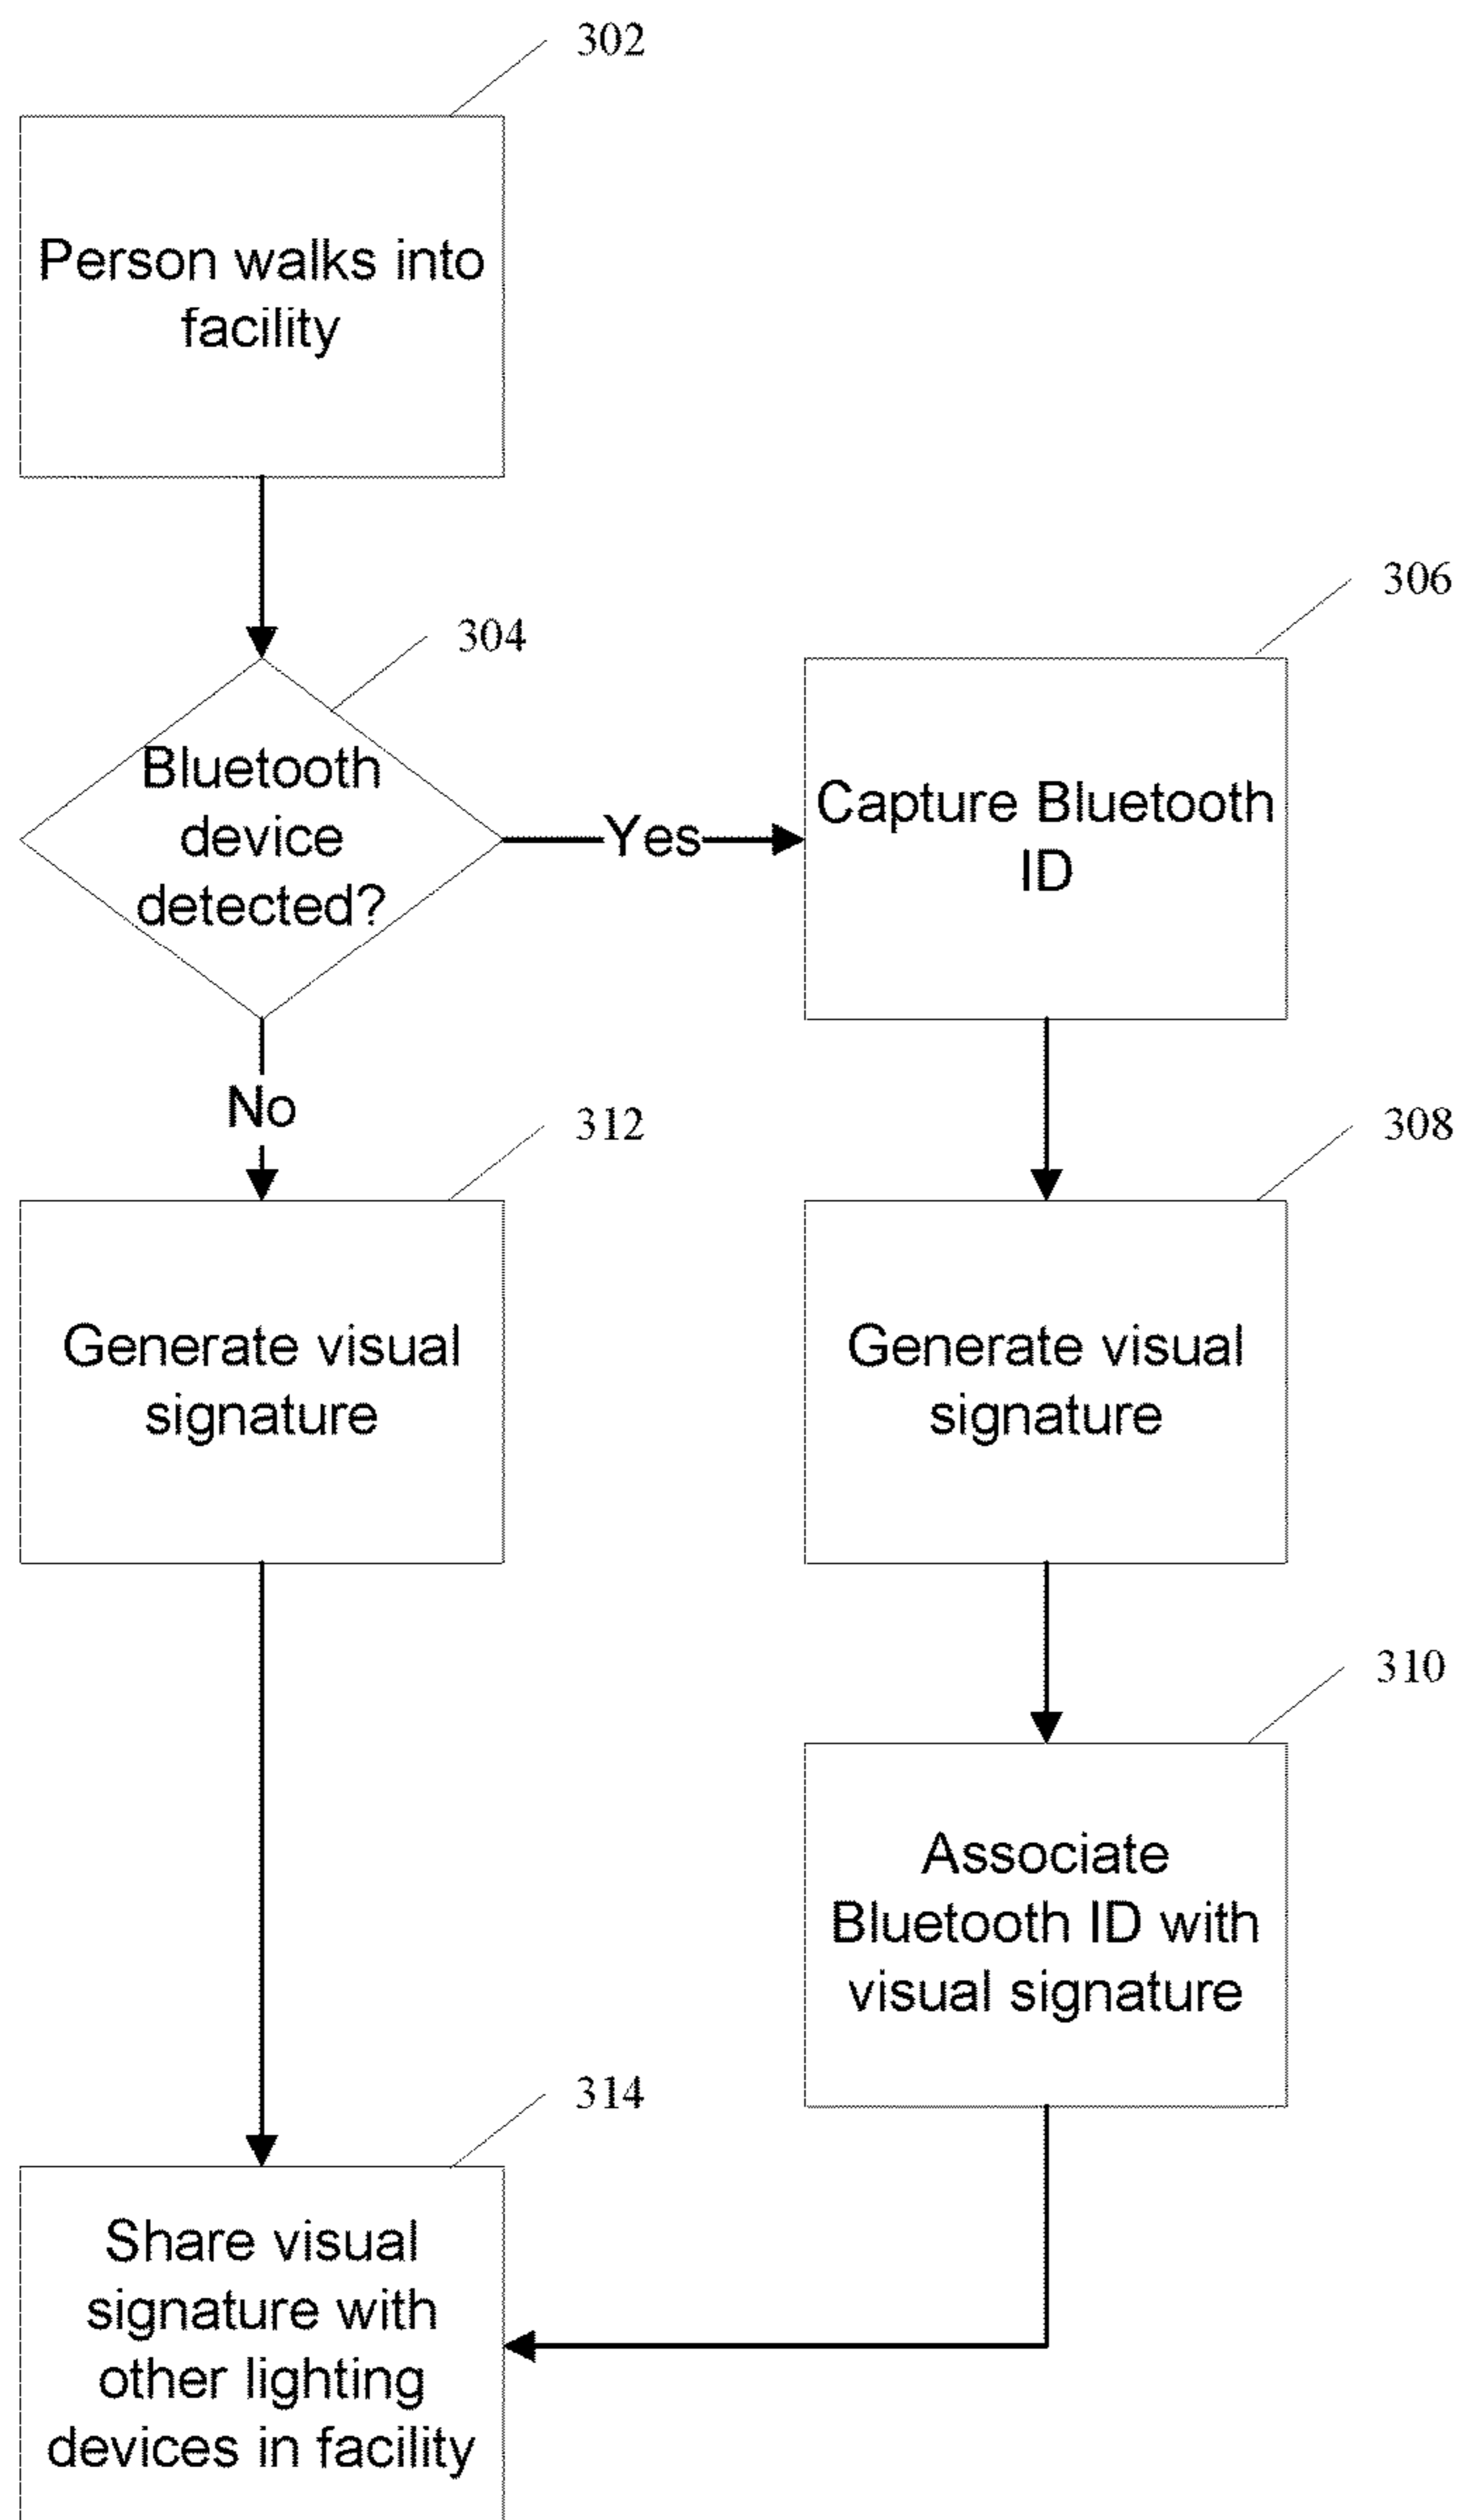 302
Person walks into
facility
304
Bluetooth
device
detected?
Yes
306
Capture Bluetooth
ID
No
312
Generate visual
signature
308
Generate visual
signature
310
Associate
Bluetooth ID with
visual signature
314
Share visual
signature with
other lighting
devices in facility